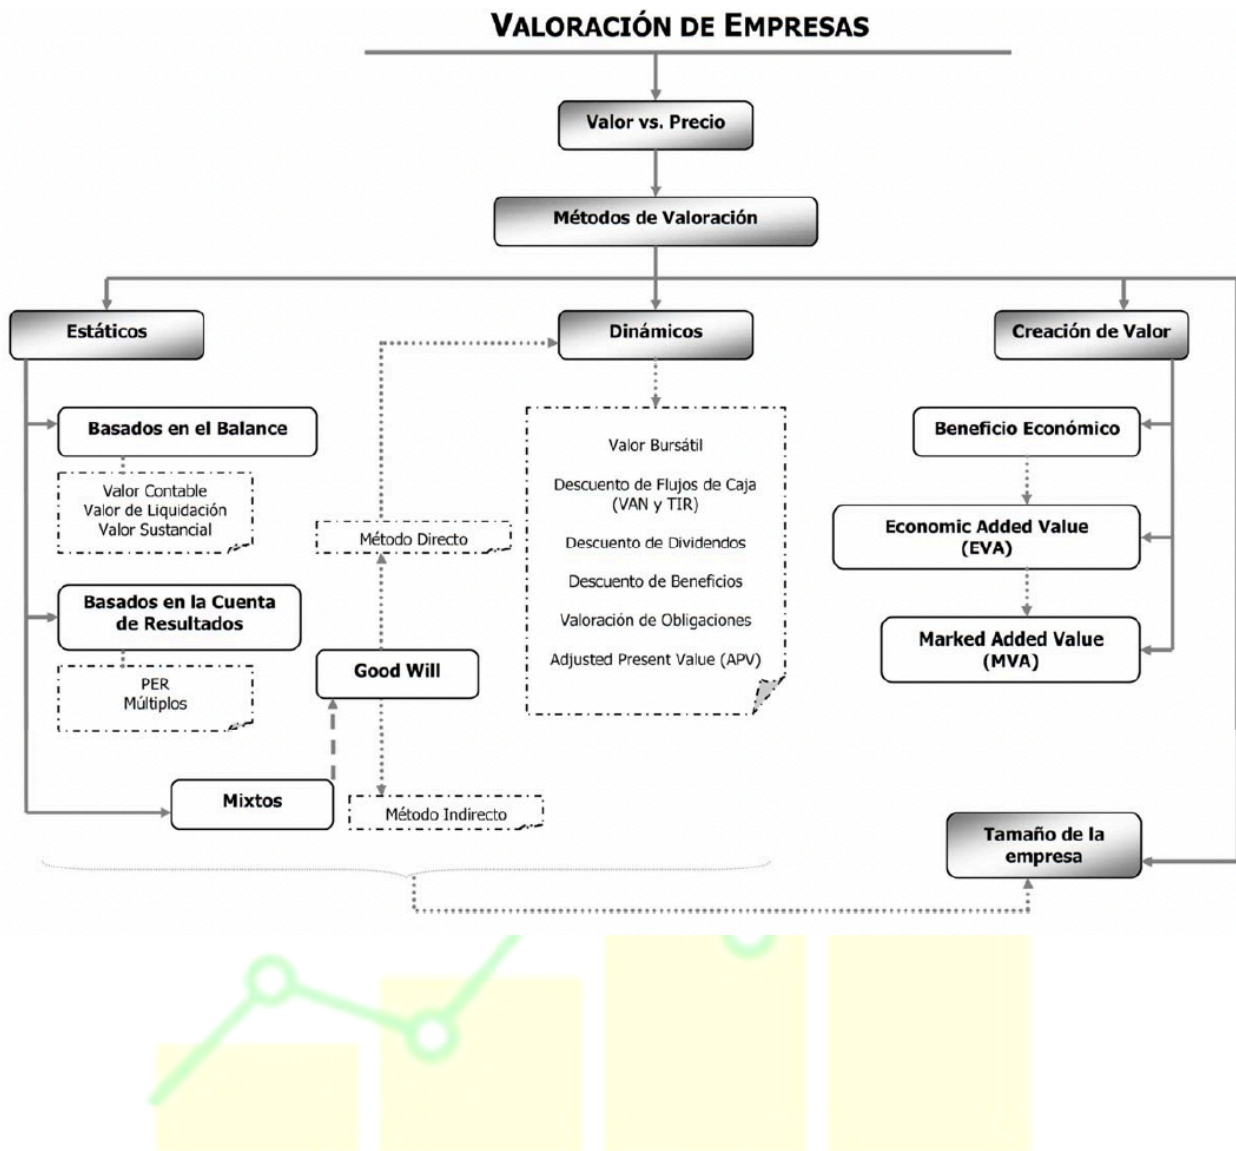 VALORACIÓN DE EMPRESAS
Valor vs. Precio
Métodos de Valoración
Estáticos
Dinámicos
Creación de Valor
Basados en el Balance
Valor Contable
Valor de Liquidación
Valor Sustancial
Basados en la Cuenta
de Resultados
PER
Múltiplos
Mixtos
Método Directo
Good Will
Método Indirecto
Valor Bursátil
Descuento de Flujos de Caja
(VAN y TIR)
Descuento de Dividendos
Descuento de Beneficios
Valoración de Obligaciones
Adjusted Present Value (APV)
Beneficio Económico
Economic Added Value
(EVA)
Marked Added Value
(MVA)
Tamaño de la
empresa